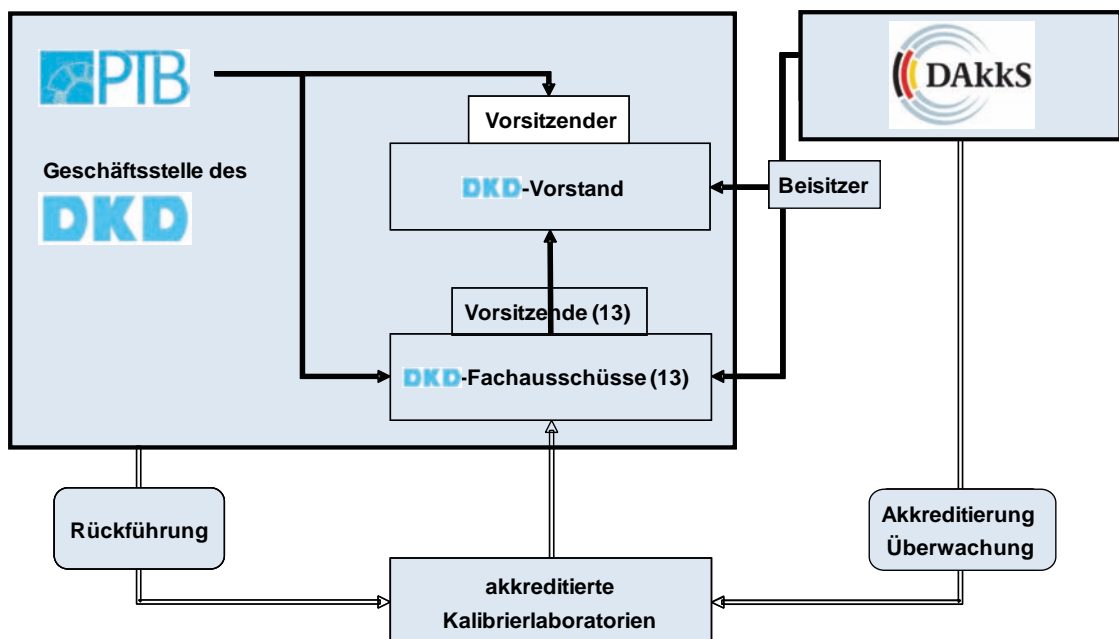 PTB
DAkkS
Vorsitzender
Geschäftsstelle des
DKD
DKD-Vorstand
Beisitzer
Vorsitzende (13)
DKD-Fachausschüsse (13)
Rückführung
Akkreditierung
Überwachung
akkreditierte
Kalibrierlaboratorien